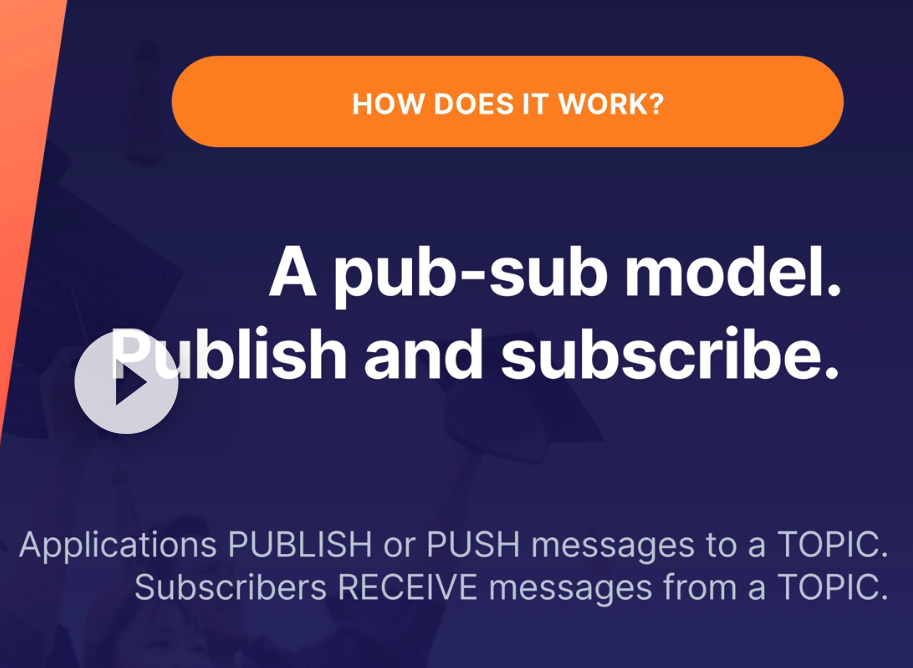 HOW DOES IT WORK?
A pub-sub model.
Publish and subscribe.
Applications PUBLISH or PUSH messages to a TOPIC.
Subscribers RECEIVE messages from a TOPIC.